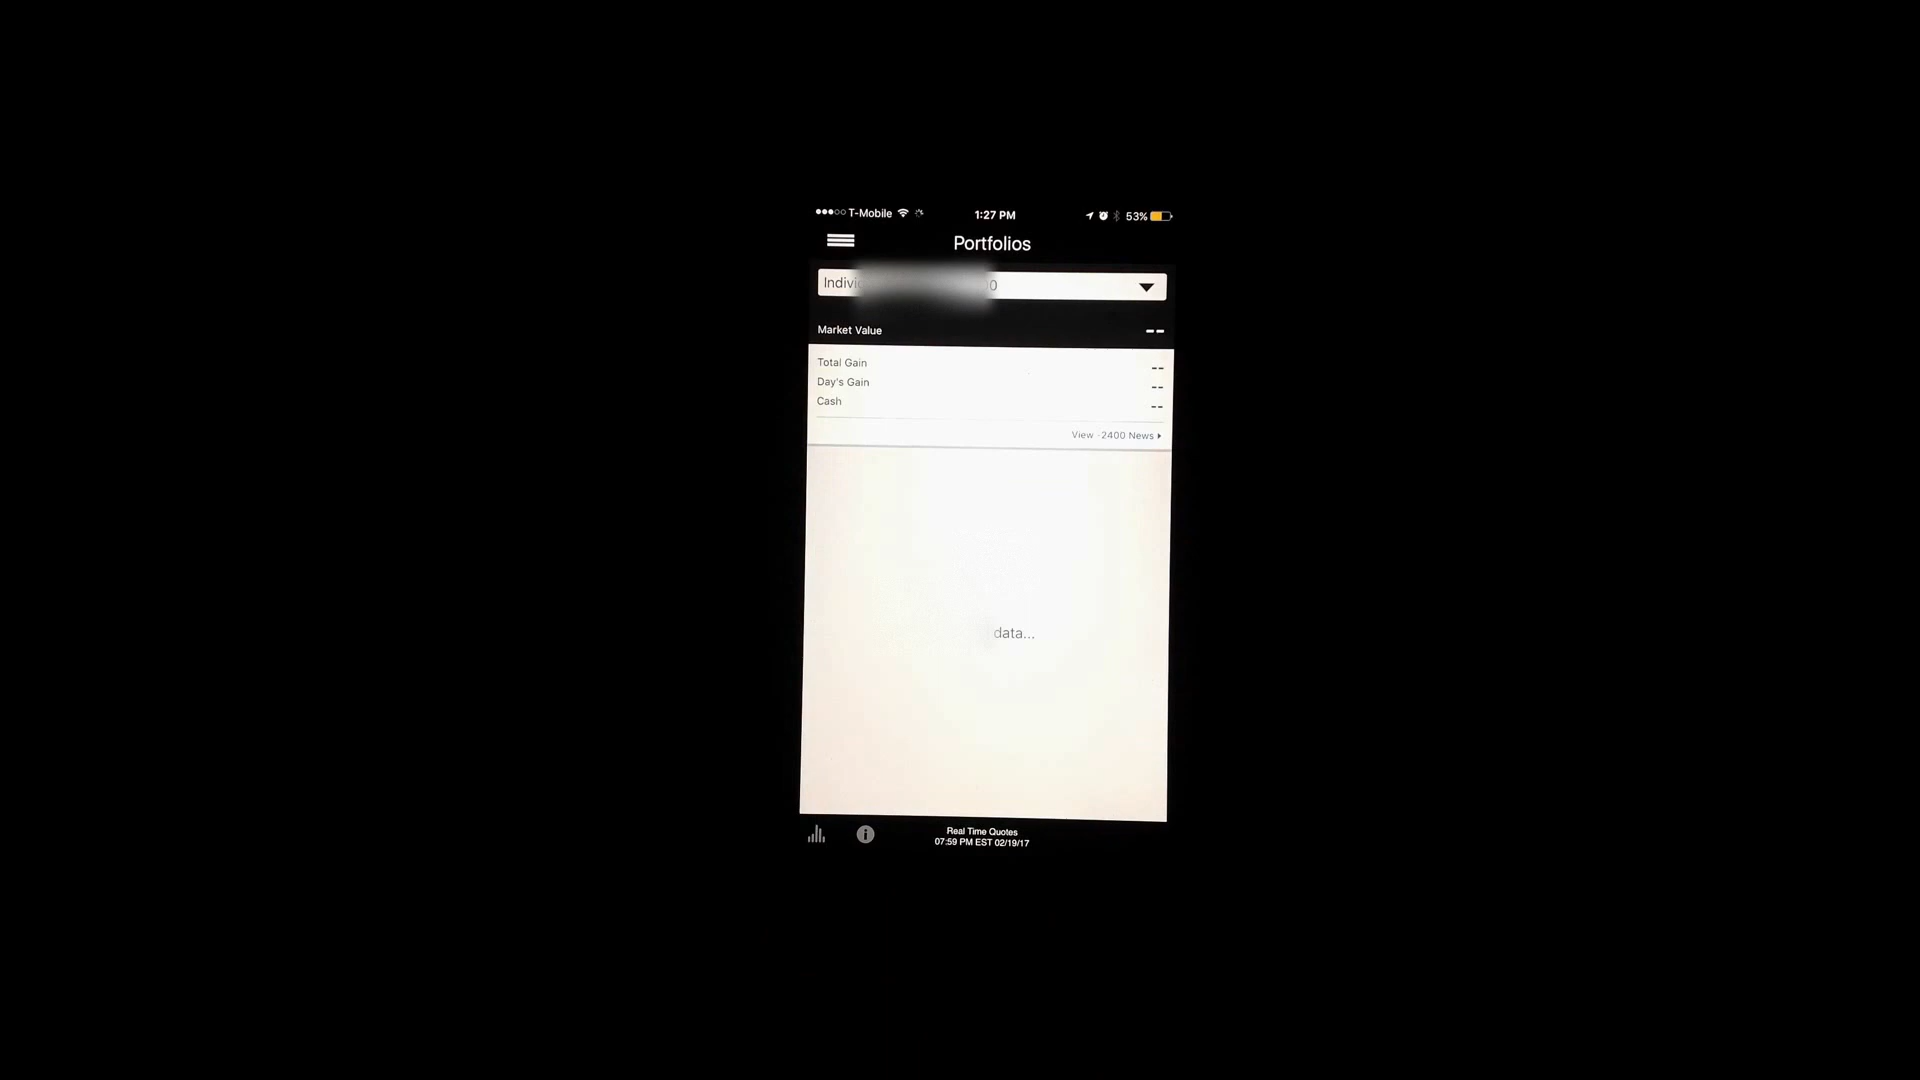 T-Mobile 1:27 PM 53%
Portfolios
Market Value --
Total Gain --
Day's Gain --
Cash --
View -2400 News
data...
Real Time Quotes
07:59 PM EST 02/19/17